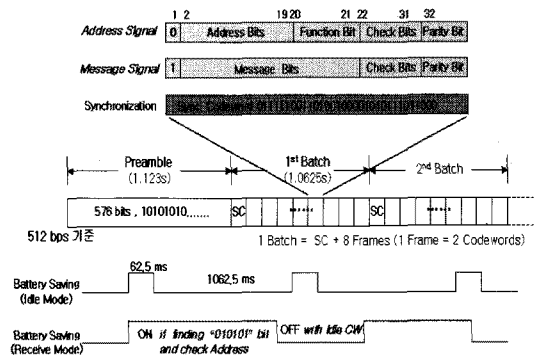 1 2 19 20 21 22 31 32
Address Signal 0 Address Bits Function Bit Check Bits Parity Bit
Message Signal 1 Message Bits Check Bits Parity Bit
Synchronization Sync. Codeword
Preamble 1st Batch 2nd Batch
(1.123s) (1.0625s)
576 bits , 10101010....... SC ...... SC ......
512 bps 기준 1 Batch = SC + 8 Frames (1 Frame = 2 Codewords)
62,5 ms 1062,5 ms
Battery Saving
(Idle Mode)
Battery Saving
(Receive Mode)
ON if finding "010101" bit
and check Address
OFF with Idle CW